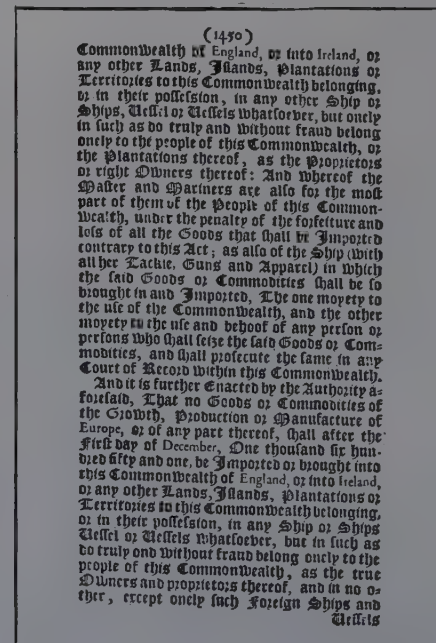 (1450)
Commonwealth of England, or into Ireland, or
any other Lands, Islands, Plantations or
Territories to this Commonwealth belonging,
or in their possession, in any other Ship or
Ships, Vessel or Vessels whatsoever, but onely
in such as do truly and without fraud belong
onely to the people of this Commonwealth, or
the Plantations thereof, as the Proprietors
or right Owners thereof: And whereof the
Master and Mariners are also for the most
part of them of the People of this Common-
wealth, under the penalty of the forfeiture and
loss of all the Goods that shall be Imported
contrary to this Act; as also of the Ship (with
all her Tackle, Guns and Apparel) in which
the said Goods or Commodities shall be so
brought in and Imported, The one moyety to
the use of the Commonwealth, and the other
moyety to the use and behoof of any person or
persons who shall seize the said Goods or Com-
modities, and shall prosecute the same in any
Court of Record within this Commonwealth.
And it is further Enacted by the Authority a-
foresaid, That no Goods or Commodities of
the Growth, Production or Manufacture of
Europe, or of any part thereof, shall after the
First day of December, One thousand six hun-
dred fifty and one, be Imported or brought into
this Commonwealth of England, or into Ireland,
or any other Lands, Islands, Plantations or
Territories to this Commonwealth belonging,
or in their possession, in any Ship or Ships
Vessel or Vessels whatsoever, but in such as
do truly ond without fraud belong onely to the
people of this Commonwealth, as the true
Owners and proprietors thereof, and in no o-
ther, except onely such Foreign Ships and
Vessels